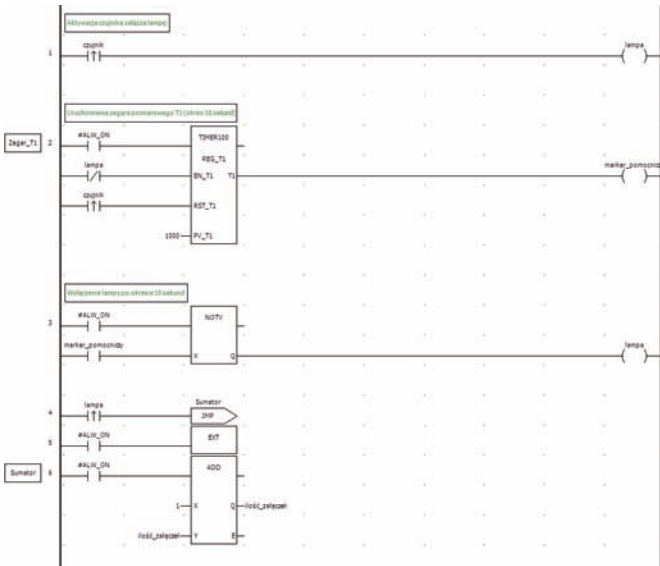 Aktywacja czujnika załącza lampę
1
czujnik
lampa
Uruchomienie zegara pomiarowego T1 (okres 10 sekund)
Zegar_T1
2
#ALW_ON
TIMER100
REG_T1
lampa
EN_T1
T1
marker_pomocniczy
czujnik
RST_T1
1000
PV_T1
Wyłączenie lampy po okresie 10 sekund
3
#ALW_ON
NOTV
marker_pomocniczy
X
Q
lampa
4
lampa
Sumator
JMP
5
#ALW_ON
EXT
Sumator
6
#ALW_ON
ADD
1
X
Q
ilość_załączeń
ilość_załączeń
Y
E